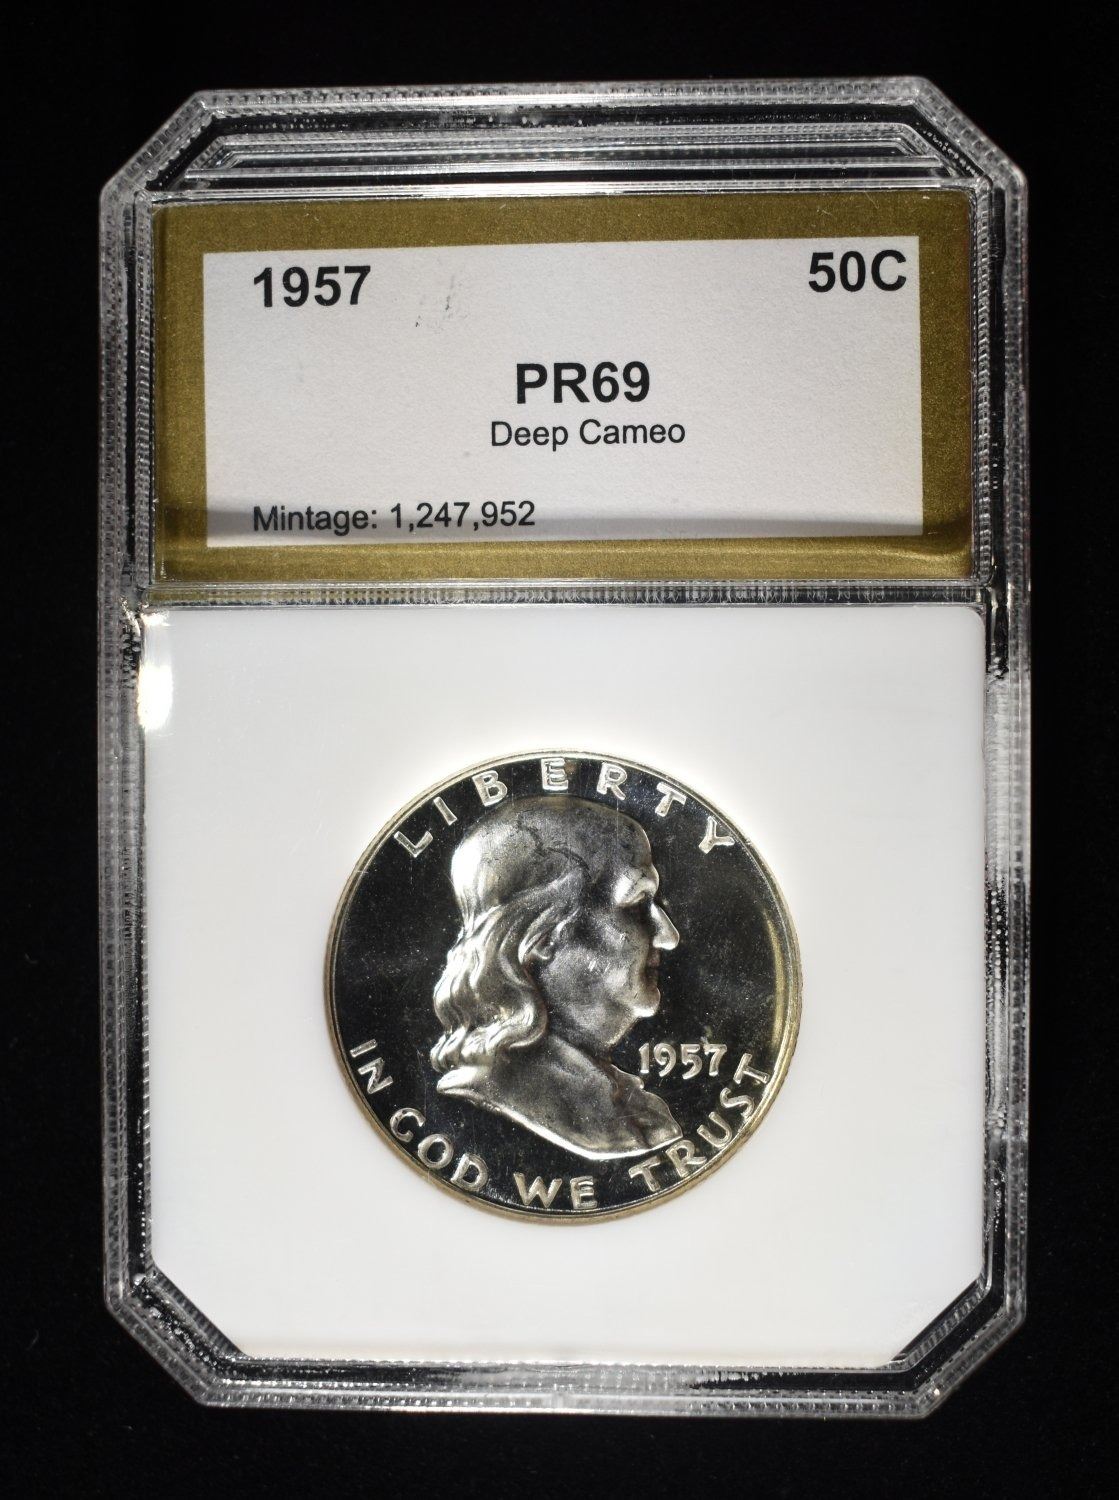 1957 50C
PR69
Deep Cameo
Mintage: 1,247,952
LIBERTY
1957
IN GOD WE TRUST